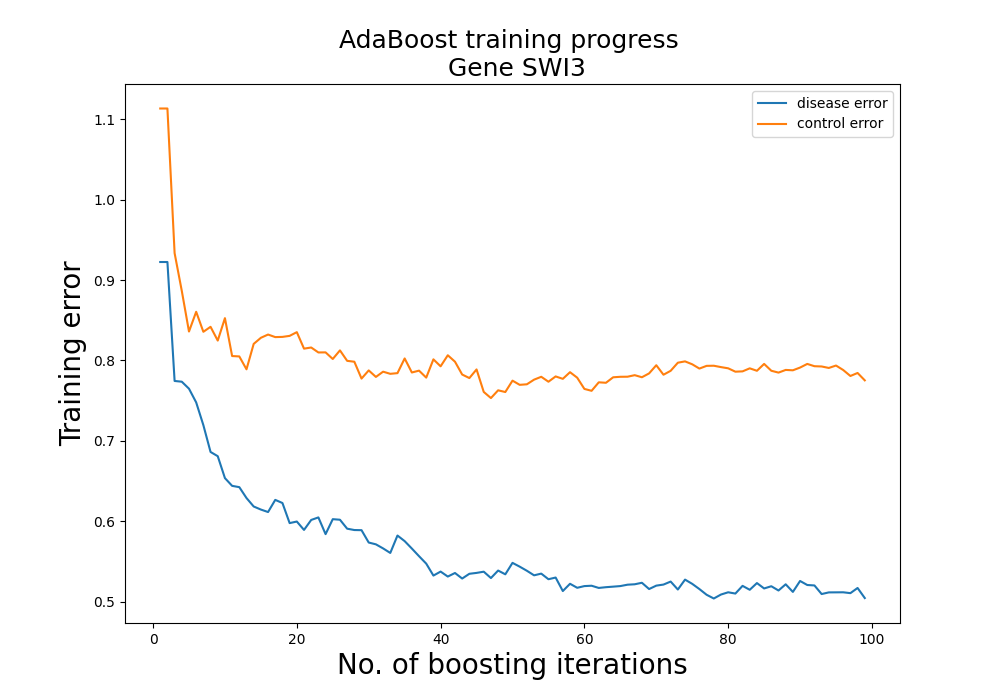 AdaBoost training progress
Gene SWI3
disease error
control error
Training error
1.1
1.0
0.9
0.8
0.7
0.6
0.5
0 20 40 60 80 100
No. of boosting iterations